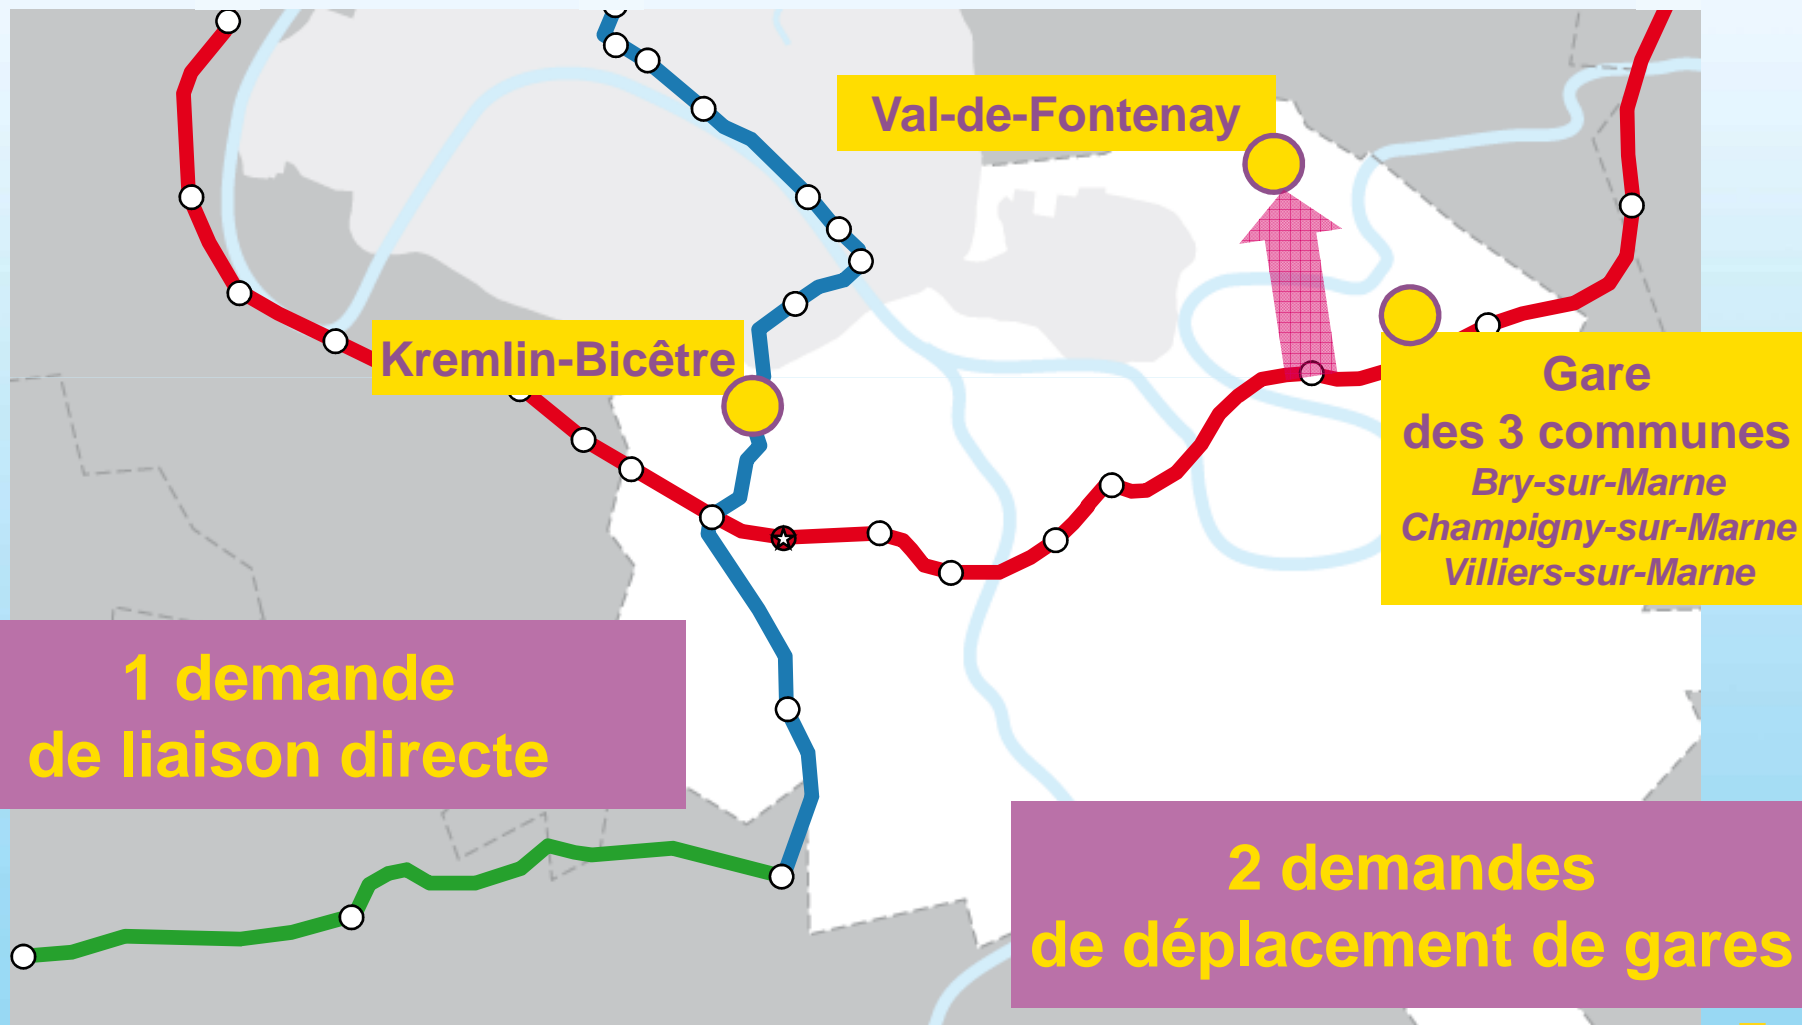 Val-de-Fontenay
Kremlin-Bicêtre
Gare
des 3 communes
Bry-sur-Marne
Champigny-sur-Marne
Villiers-sur-Marne
1 demande
de liaison directe
2 demandes
de déplacement de gares